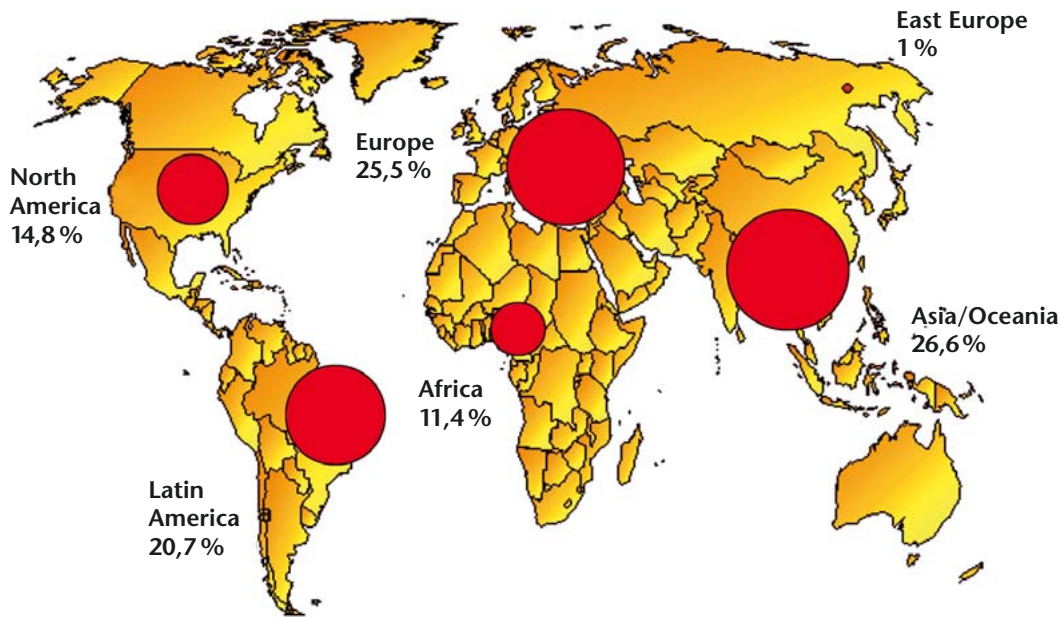 East Europe
1 %
Europe
25,5 %
North
America
14,8 %
Asia/Oceania
26,6 %
Africa
11,4 %
Latin
America
20,7 %